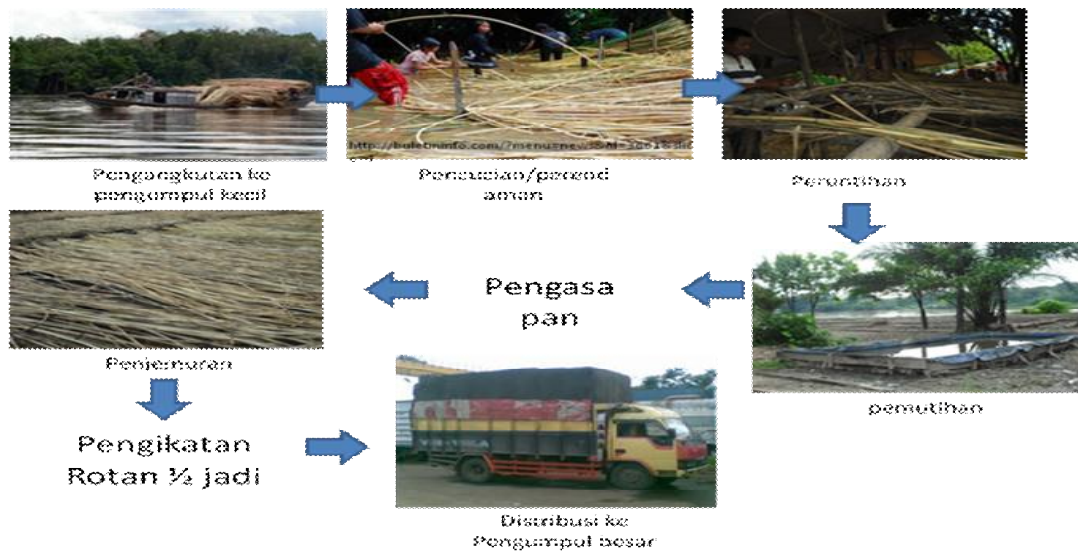 Pengangkutan ke
pengumpul kecil
Pencucian/perend
aman
Peruntihan
pemutihan
Pengasa
pan
Penjemuran
Pengikatan
Rotan ½ jadi
Distribusi ke
Pengumpul besar